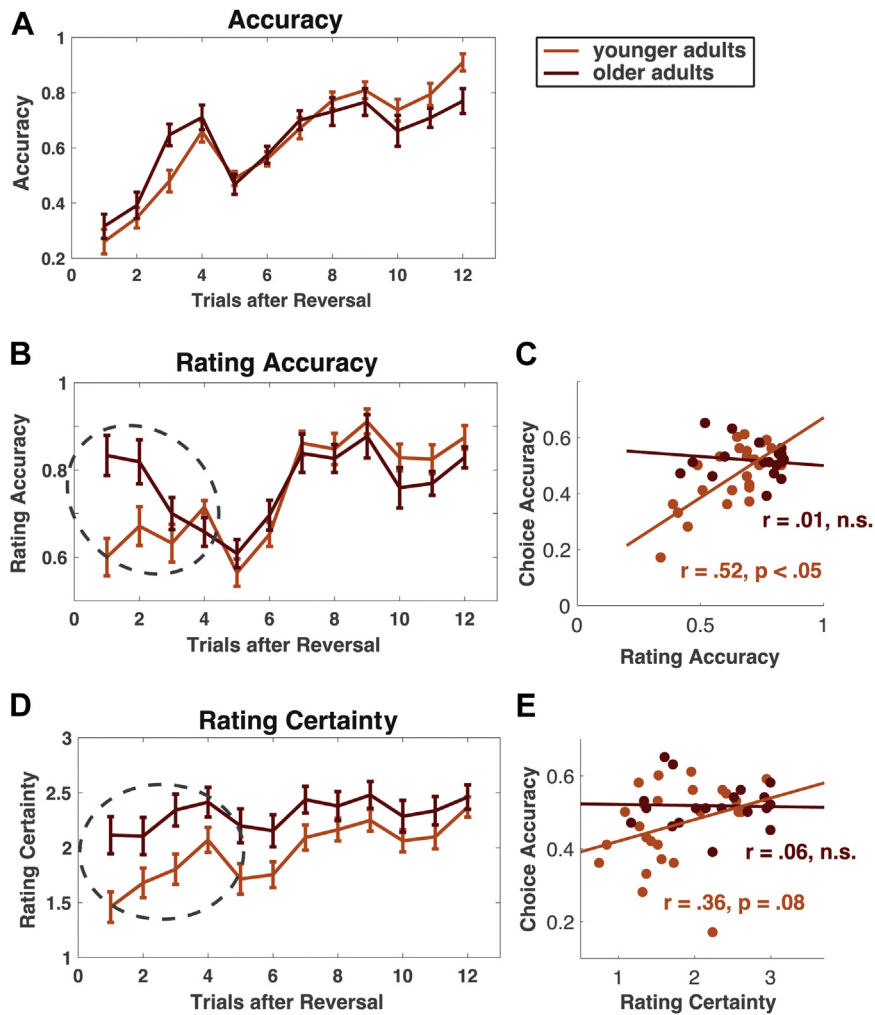 A
Accuracy
younger adults
older adults
Accuracy
1
0.8
0.6
0.4
0.2
0 2 4 6 8 10 12
Trials after Reversal
B
Rating Accuracy
Rating Accuracy
1
0.8
0.6
0 2 4 6 8 10 12
Trials after Reversal
C
Choice Accuracy
0.6
0.4
0.2
0
r = .01, n.s.
r = .52, p < .05
0 0.5 1
Rating Accuracy
D
Rating Certainty
Rating Certainty
3
2.5
2
1.5
1
0 2 4 6 8 10 12
Trials after Reversal
E
Choice Accuracy
0.6
0.4
0.2
r = .06, n.s.
r = .36, p = .08
1 2 3
Rating Certainty